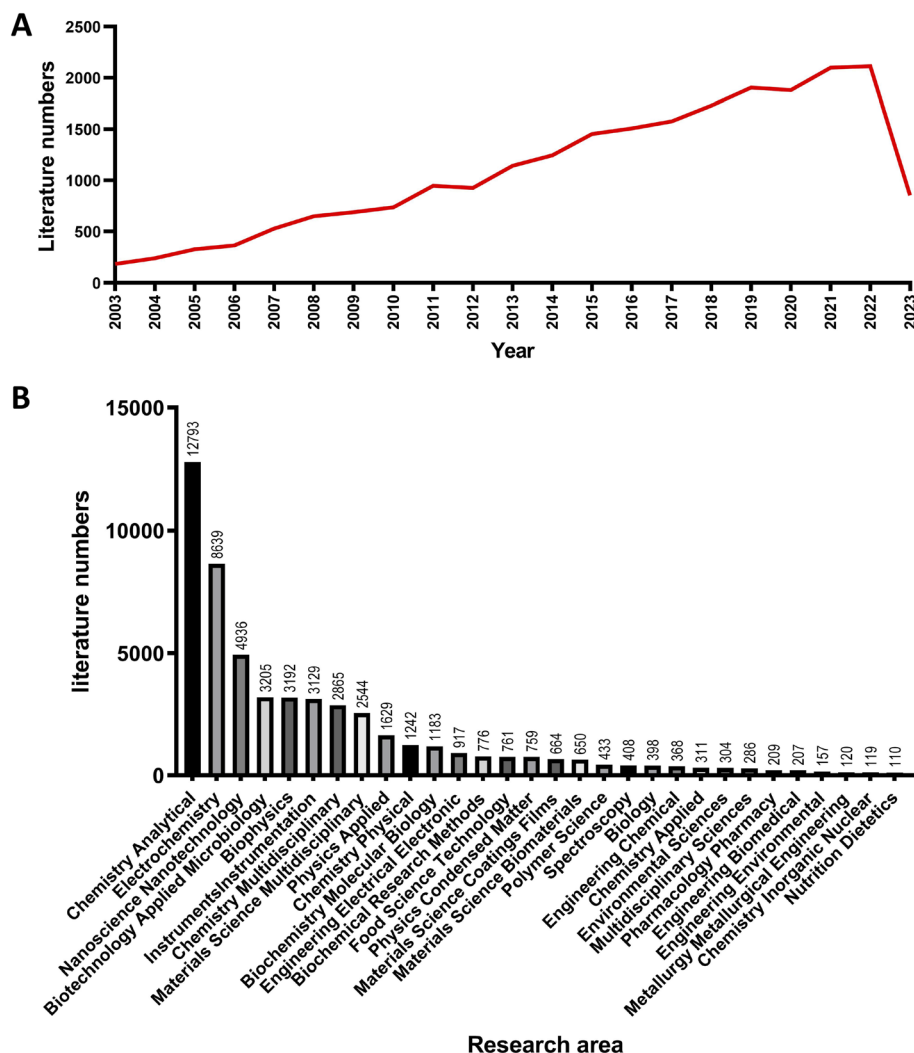 A
Literature numbers
2500
2000
1500
1000
500
0
2003
2004
2005
2006
2007
2008
2009
2010
2011
2012
2013
2014
2015
2016
2017
2018
2019
2020
2021
2022
2023
Year
B
literature numbers
15000
10000
5000
0
12793
8639
4936
3205
3192
3129
2865
2544
1629
1242
1183
917
776
761
759
664
650
433
408
398
368
311
304
286
209
207
157
120
119
110
Chemistry Analytical
Electrochemistry
Nanoscience Nanotechnology
Biotechnology Applied Microbiology
Biophysics
InstrumentsInstrumentation
Chemistry Multidisciplinary
Materials Science Multidisciplinary
Physics Applied
Chemistry Physical
Biochemistry Molecular Biology
Engineering Electrical Electronic
Biochemical Research Methods
Food Science Technology
Physics Condensed Matter
Materials Science Coatings Films
Materials Science Biomaterials
Polymer Science
Spectroscopy
Biology
Engineering Chemical
Chemistry Applied
Environmental Sciences
Multidisciplinary Sciences
Pharmacology Pharmacy
Engineering Biomedical
Engineering Environmental
Metallurgy Metallurgical Engineering
Chemistry Inorganic Nuclear
Nutrition Dietetics
Research area